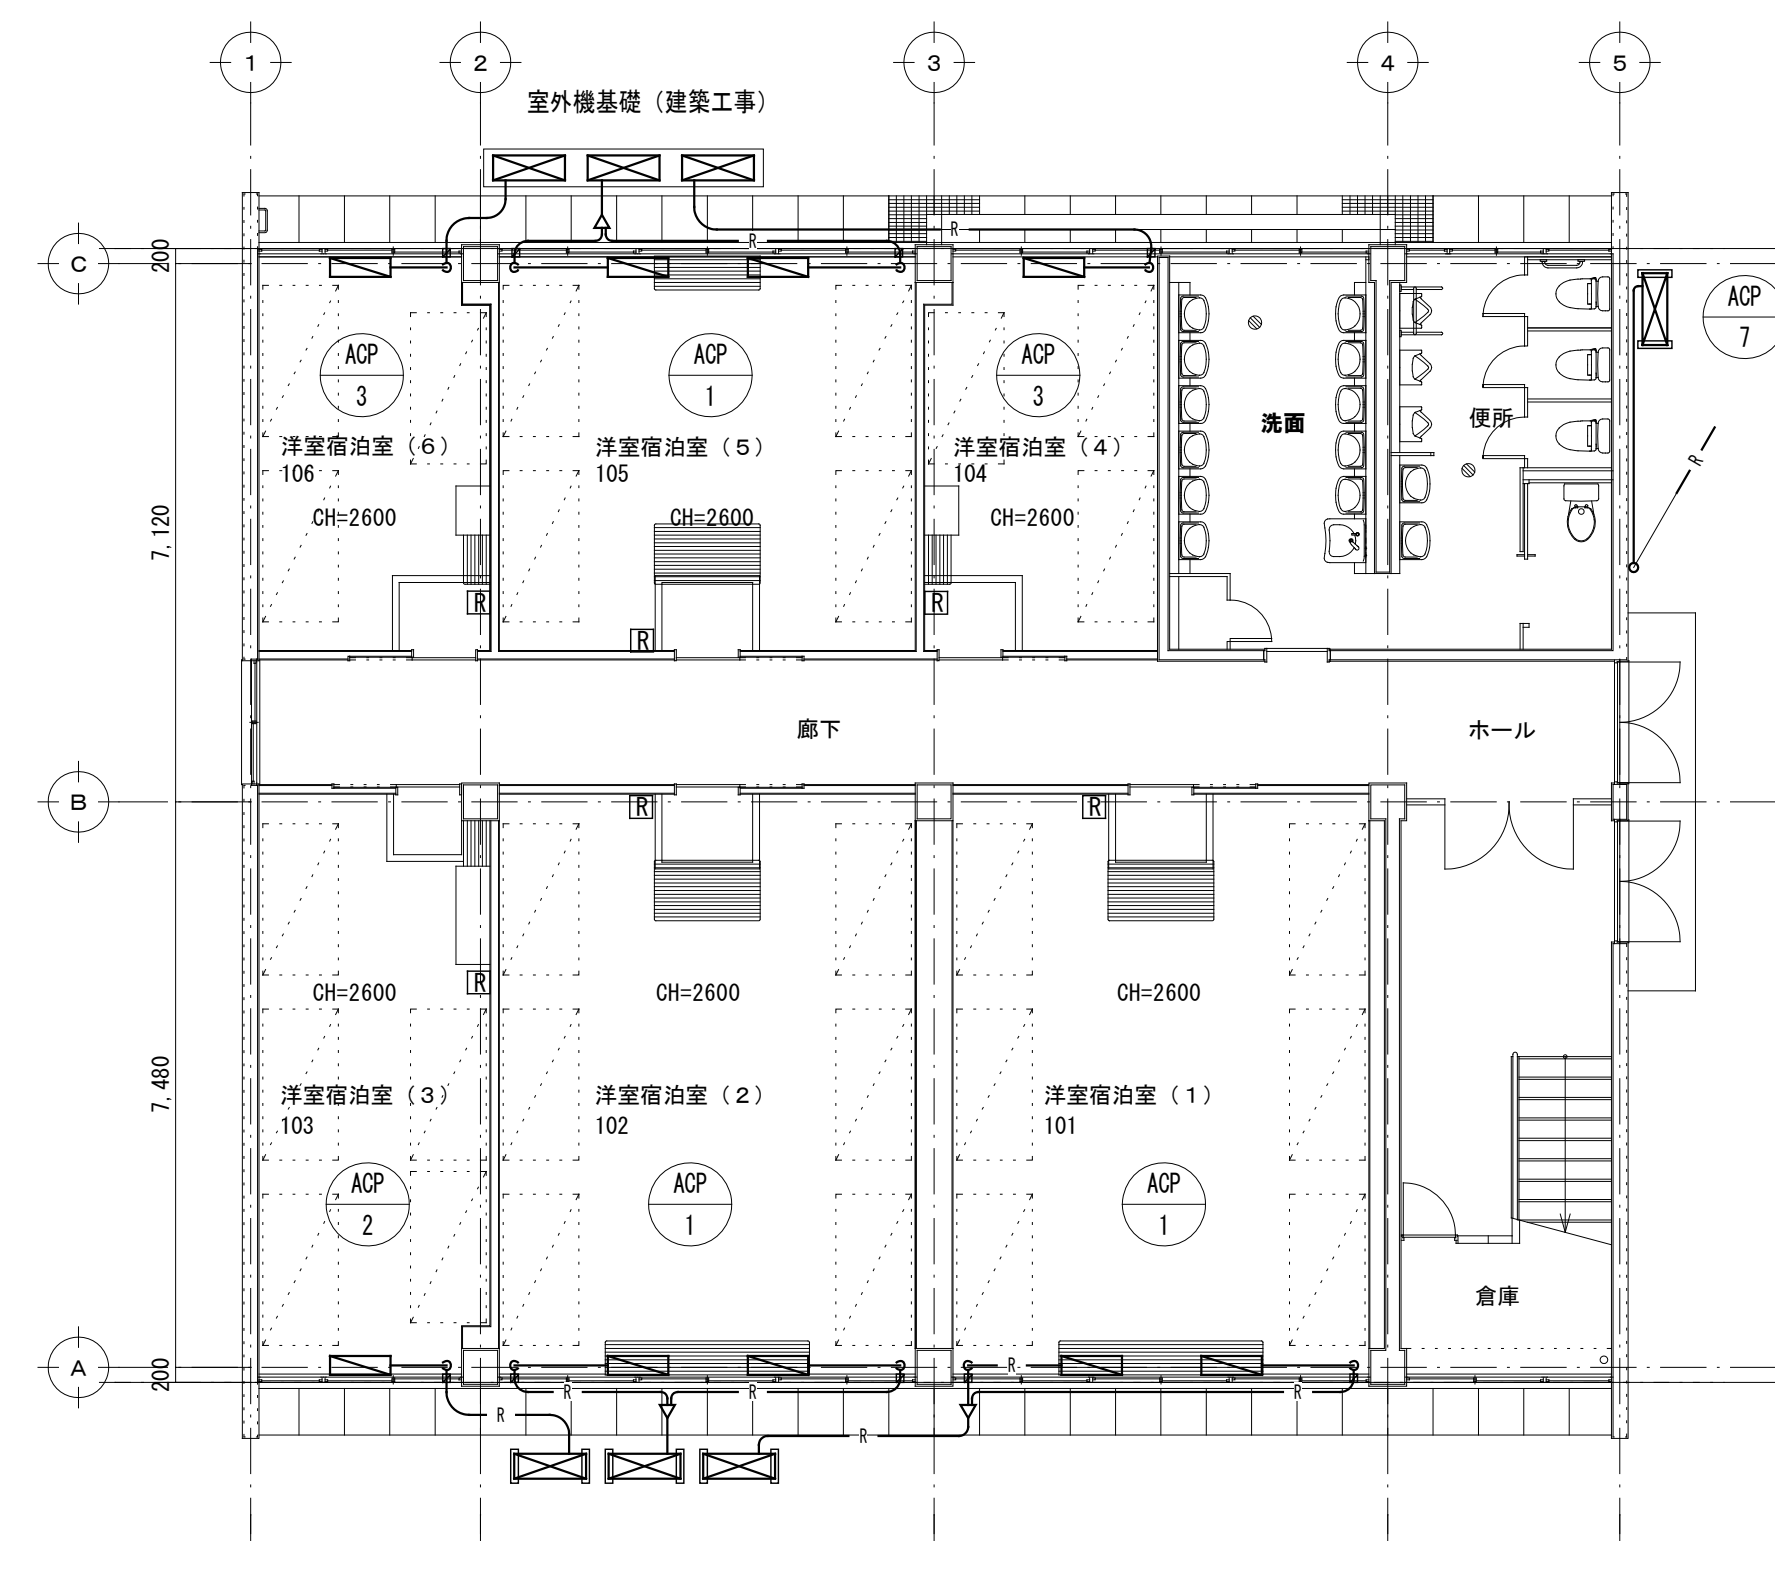 1
2
3
4
5
室外機基礎（建築工事）
C
200
R
R
ACP
7
ACP
3
ACP
1
ACP
3
洋室宿泊室（6）
106
洋室宿泊室（5）
105
洋室宿泊室（4）
104
洗面
便所
R
CH=2600
CH=2600
CH=2600
7,120
R
R
R
廊下
ホール
B
R
R
R
CH=2600
CH=2600
CH=2600
7,480
洋室宿泊室（3）
103
洋室宿泊室（2）
102
洋室宿泊室（1）
101
ACP
2
ACP
1
ACP
1
倉庫
A
200
R
R
R
R
R
R